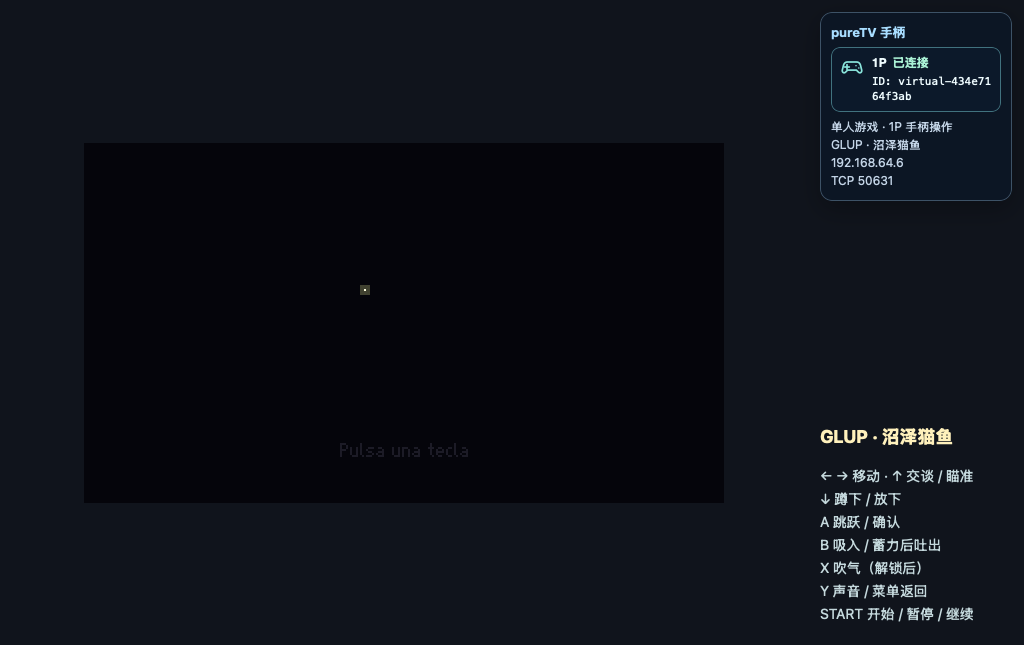 pureTV 手柄
1P 已连接
ID: virtual-434e71
64f3ab
单人游戏 · 1P 手柄操作
GLUP · 沼泽猫鱼
192.168.64.6
TCP 50631
Pulsa una tecla
GLUP · 沼泽猫鱼
← → 移动 · ↑ 交谈 / 瞄准
↓ 蹲下 / 放下
A 跳跃 / 确认
B 吸入 / 蓄力后吐出
X 吹气（解锁后）
Y 声音 / 菜单返回
START 开始 / 暂停 / 继续